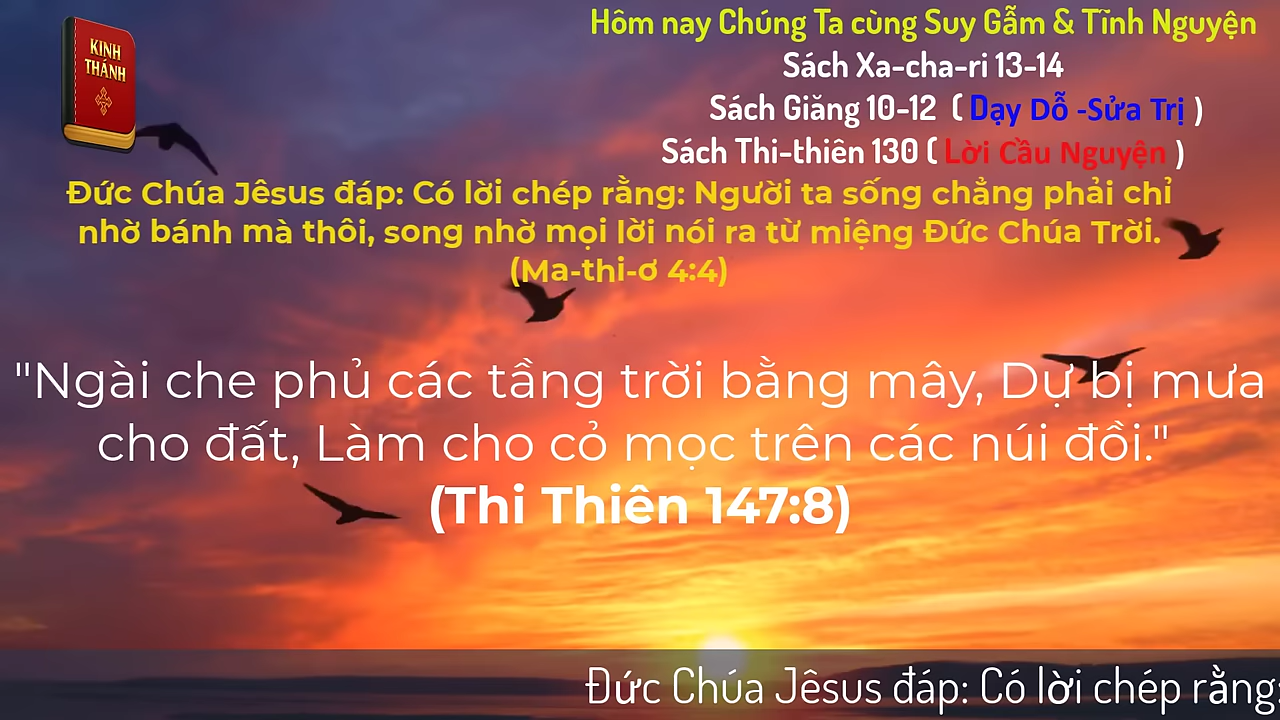 KINH
THÁNH
Hôm nay Chúng Ta cùng Suy Gẫm & Tĩnh Nguyện
Sách Xa-cha-ri 13-14
Sách Giăng 10-12 ( Dạy Dỗ -Sửa Trị )
Sách Thi-thiên 130 ( Lời Cầu Nguyện )
Đức Chúa Jêsus đáp: Có lời chép rằng: Người ta sống chẳng phải chỉ
nhờ bánh mà thôi, song nhờ mọi lời nói ra từ miệng Đức Chúa Trời.
(Ma-thi-ơ 4:4)
"Ngài che phủ các tầng trời bằng mây, Dự bị mưa
cho đất, Làm cho cỏ mọc trên các núi đồi."
(Thi Thiên 147:8)
Đức Chúa Jêsus đáp: Có lời chép rằng: